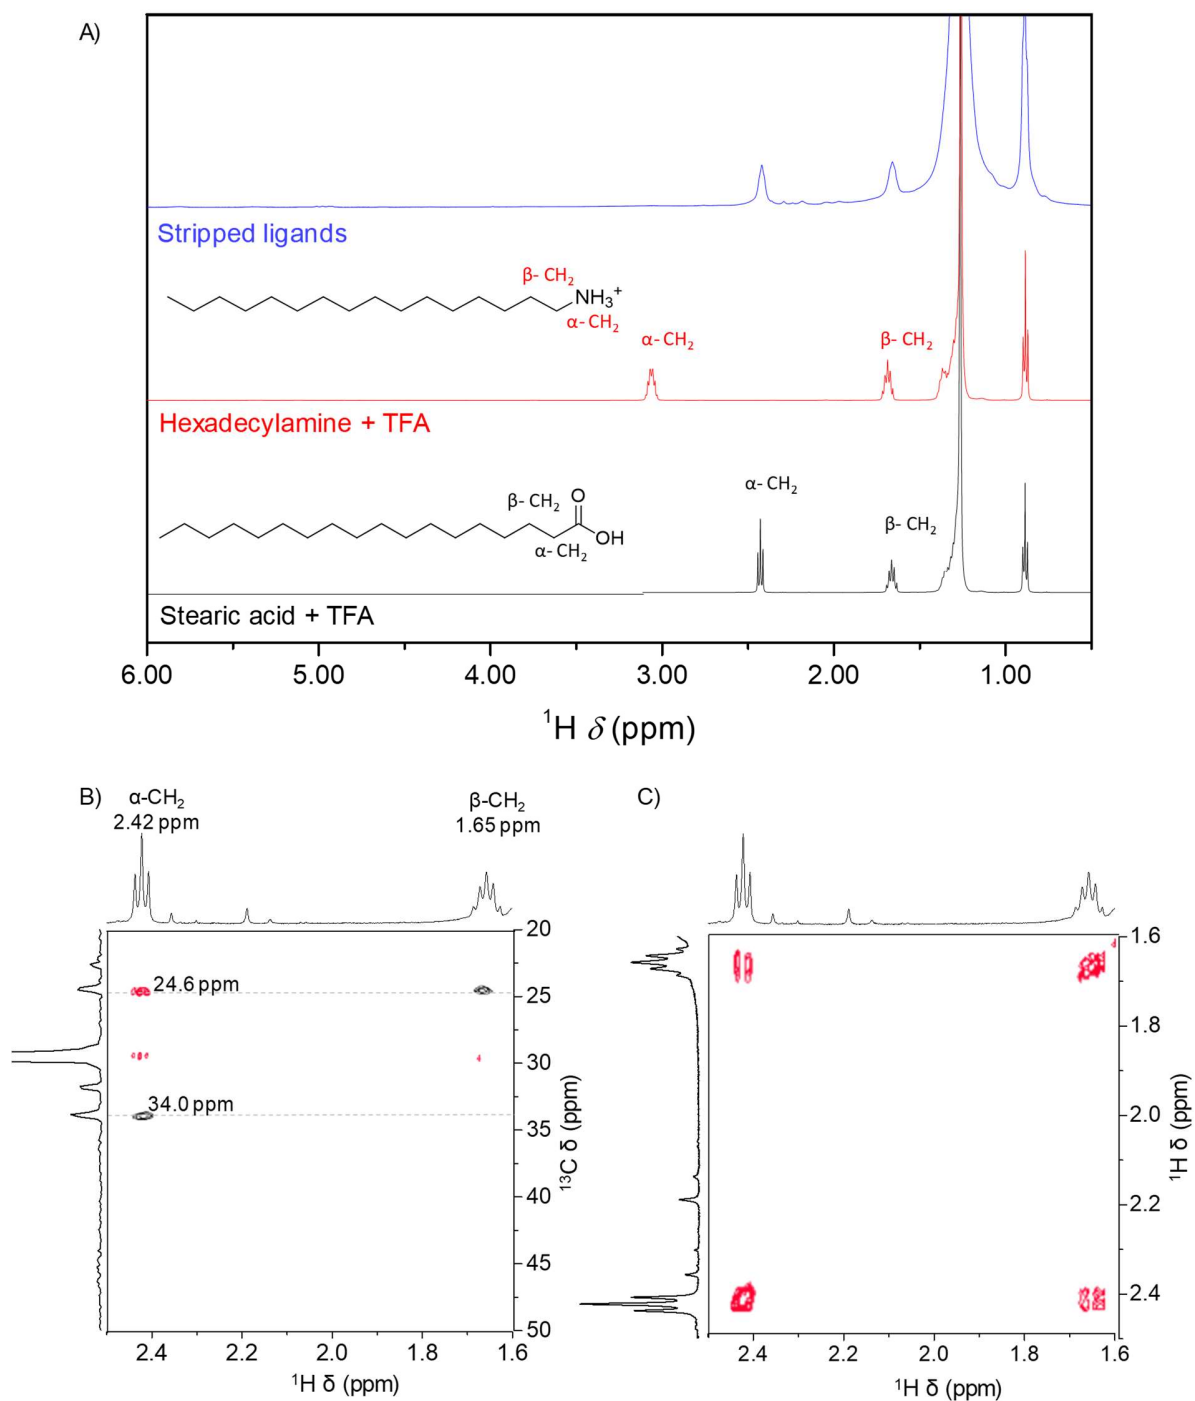 A)
Stripped ligands
β- CH₂
NH₃⁺
α- CH₂
α- CH₂
β- CH₂
Hexadecylamine + TFA
β- CH₂
O
OH
α- CH₂
α- CH₂
β- CH₂
Stearic acid + TFA
6.00 5.00 4.00 3.00 2.00 1.00
¹H δ (ppm)
B)
α-CH₂
2.42 ppm
β-CH₂
1.65 ppm
24.6 ppm
34.0 ppm
20
25
30
35
40
45
50
¹³C δ (ppm)
2.4 2.2 2.0 1.8 1.6
¹H δ (ppm)
C)
1.6
1.8
2.0
2.2
2.4
¹H δ (ppm)
2.4 2.2 2.0 1.8 1.6
¹H δ (ppm)